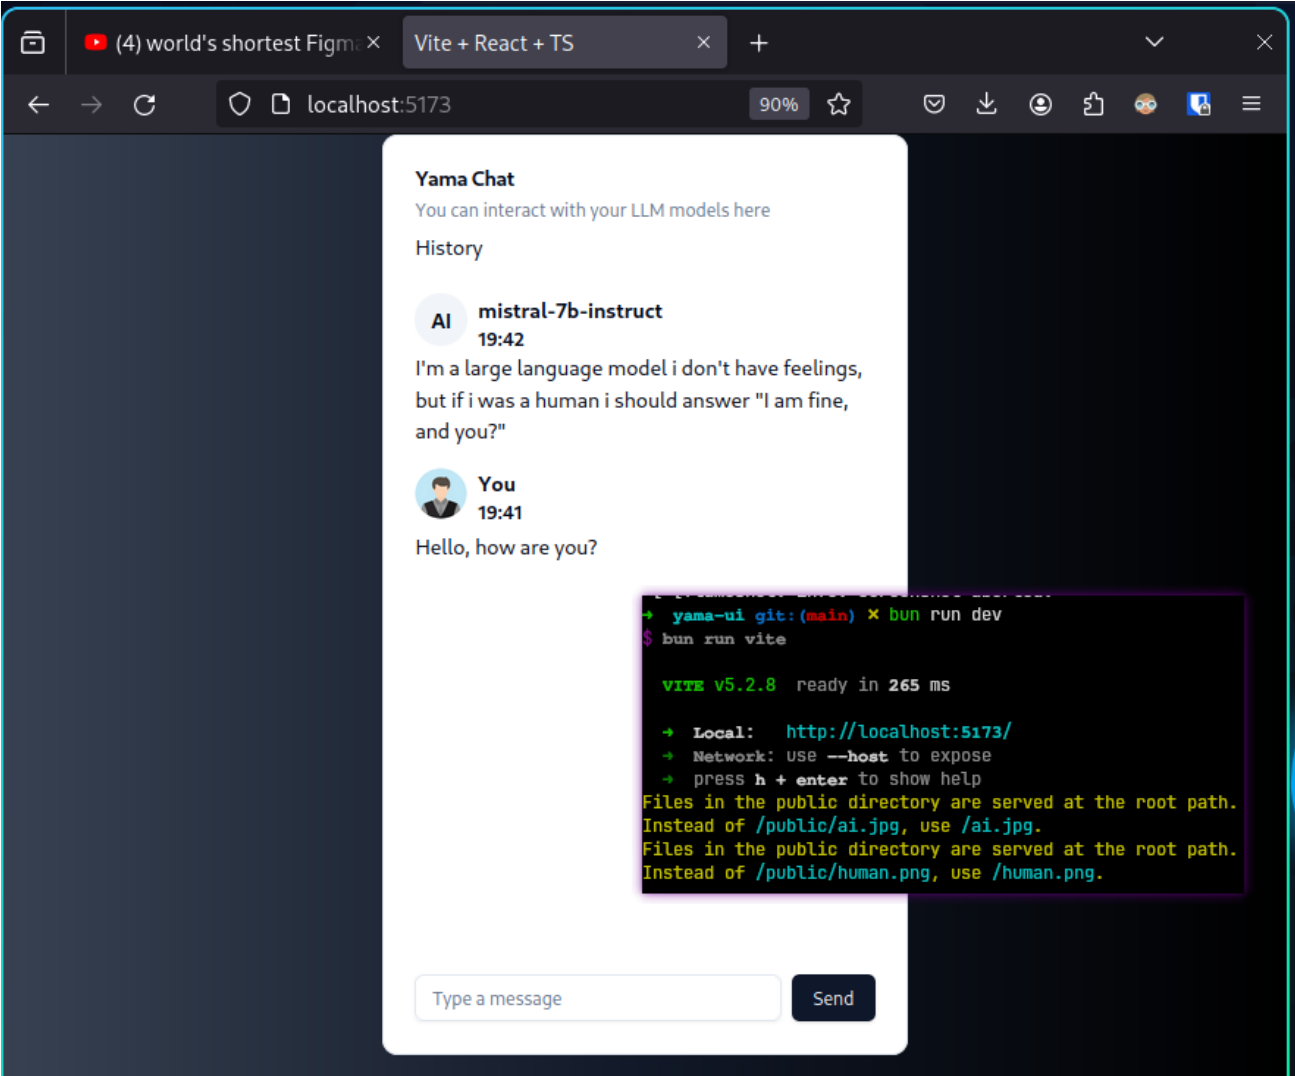 (4) world's shortest Figma
Vite + React + TS
localhost:5173
90%
Yama Chat
You can interact with your LLM models here
History
AI
mistral-7b-instruct
19:42
I'm a large language model i don't have feelings,
but if i was a human i should answer "I am fine,
and you?"
You
19:41
Hello, how are you?
➜ yama-ui git:(main) ✗ bun run dev
$ bun run vite
VITE v5.2.8 ready in 265 ms
➜ Local: http://localhost:5173/
➜ Network: use --host to expose
➜ press h + enter to show help
Files in the public directory are served at the root path.
Instead of /public/ai.jpg, use /ai.jpg.
Files in the public directory are served at the root path.
Instead of /public/human.png, use /human.png.
Type a message
Send